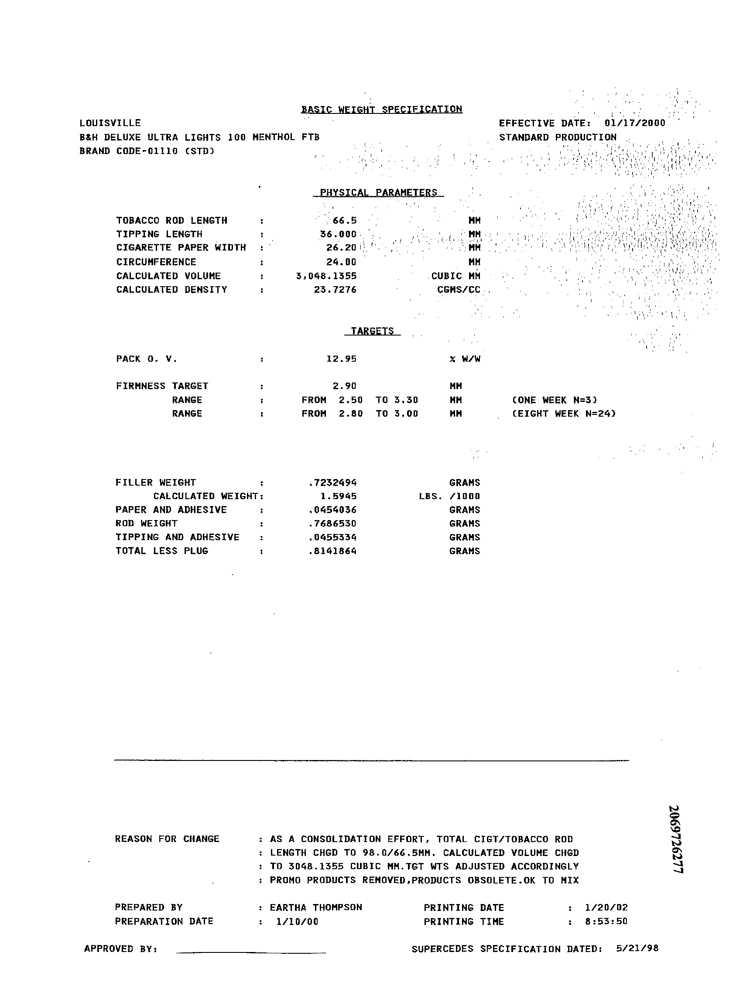 BASIC WEIGHT SPECIFICATION
LOUISVILLE EFFECTIVE DATE: 01/17/2000
B&H DELUXE ULTRA LIGHTS 100 MENTHOL FTB STANDARD PRODUCTION
BRAND CODE-01110 (STD)
PHYSICAL PARAMETERS
TOBACCO ROD LENGTH : 66.5 MM
TIPPING LENGTH : 36.000 MM
CIGARETTE PAPER WIDTH : 26.20 MM
CIRCUMFERENCE : 24.00 MM
CALCULATED VOLUME : 3,048.1355 CUBIC MM
CALCULATED DENSITY : 23.7276 CGMS/CC
TARGETS
PACK O. V. : 12.95 % W/W
FIRMNESS TARGET : 2.90 MM
RANGE : FROM 2.50 TO 3.30 MM (ONE WEEK N=3)
RANGE : FROM 2.80 TO 3.00 MM (EIGHT WEEK N=24)
FILLER WEIGHT : .7232494 GRAMS
CALCULATED WEIGHT: 1.5945 LBS. /1000
PAPER AND ADHESIVE : .0454036 GRAMS
ROD WEIGHT : .7686530 GRAMS
TIPPING AND ADHESIVE : .0455334 GRAMS
TOTAL LESS PLUG : .8141864 GRAMS
REASON FOR CHANGE : AS A CONSOLIDATION EFFORT, TOTAL CIGT/TOBACCO ROD
: LENGTH CHGD TO 98.0/66.5MM. CALCULATED VOLUME CHGD
: TO 3048.1355 CUBIC MM.TGT WTS ADJUSTED ACCORDINGLY
: PROMO PRODUCTS REMOVED,PRODUCTS OBSOLETE.OK TO MIX
PREPARED BY : EARTHA THOMPSON PRINTING DATE : 1/20/02
PREPARATION DATE : 1/10/00 PRINTING TIME : 8:53:50
APPROVED BY: SUPERCEDES SPECIFICATION DATED: 5/21/98
2069726277